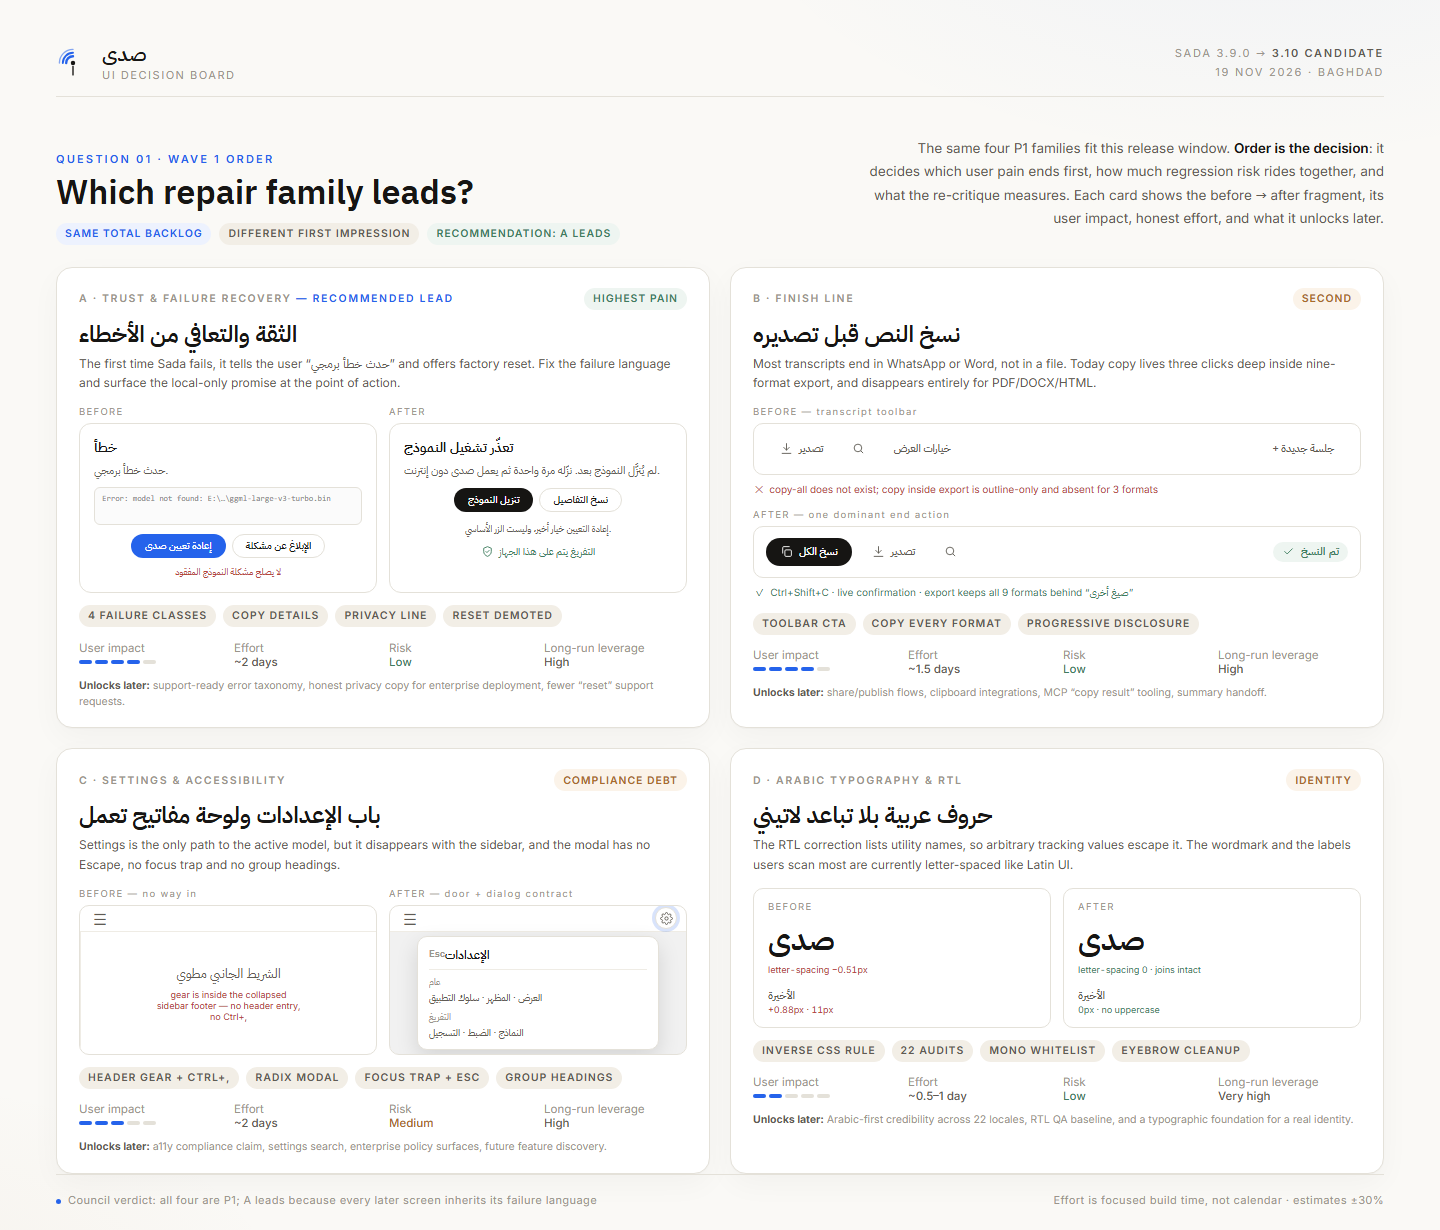 صدى
UI DECISION BOARD
SADA 3.9.0 → 3.10 CANDIDATE
19 NOV 2026 · BAGHDAD
QUESTION 01 · WAVE 1 ORDER
Which repair family leads?
SAME TOTAL BACKLOG
DIFFERENT FIRST IMPRESSION
RECOMMENDATION: A LEADS
The same four P1 families fit this release window. Order is the decision: it
decides which user pain ends first, how much regression risk rides together, and
what the re-critique measures. Each card shows the before → after fragment, its
user impact, honest effort, and what it unlocks later.
A · TRUST & FAILURE RECOVERY — RECOMMENDED LEAD
HIGHEST PAIN
الثقة والتعافي من الأخطاء
The first time Sada fails, it tells the user “حدث خطأ برمجي” and offers factory reset. Fix the failure language
and surface the local-only promise at the point of action.
BEFORE
خطأ
حدث خطأ برمجي.
Error: model not found: E:\…\ggml-large-v3-turbo.bin
إعادة تعيين صدى
الإبلاغ عن مشكلة
لا يصلح مشكلة النموذج المفقود
AFTER
تعذّر تشغيل النموذج
لم يُنزَّل النموذج بعد. نزّله مرة واحدة ثم يعمل صدى دون إنترنت.
تنزيل النموذج
نسخ التفاصيل
إعادة التعيين خيار أخير، وليست الزر الأساسي.
التفريغ يتم على هذا الجهاز
4 FAILURE CLASSES
COPY DETAILS
PRIVACY LINE
RESET DEMOTED
User impact
Effort
~2 days
Risk
Low
Long-run leverage
High
Unlocks later: support-ready error taxonomy, honest privacy copy for enterprise deployment, fewer “reset” support
requests.
B · FINISH LINE
SECOND
نسخ النص قبل تصديره
Most transcripts end in WhatsApp or Word, not in a file. Today copy lives three clicks deep inside nine-
format export, and disappears entirely for PDF/DOCX/HTML.
BEFORE — transcript toolbar
تصدير
خيارات العرض
جلسة جديدة +
✕ copy-all does not exist; copy inside export is outline-only and absent for 3 formats
AFTER — one dominant end action
نسخ الكل
تصدير
تم النسخ
✓ Ctrl+Shift+C · live confirmation · export keeps all 9 formats behind “صيغ أخرى”
TOOLBAR CTA
COPY EVERY FORMAT
PROGRESSIVE DISCLOSURE
User impact
Effort
~1.5 days
Risk
Low
Long-run leverage
High
Unlocks later: share/publish flows, clipboard integrations, MCP “copy result” tooling, summary handoff.
C · SETTINGS & ACCESSIBILITY
COMPLIANCE DEBT
باب الإعدادات ولوحة مفاتيح تعمل
Settings is the only path to the active model, but it disappears with the sidebar, and the modal has no
Escape, no focus trap and no group headings.
BEFORE — no way in
الشريط الجانبي مطوي
gear is inside the collapsed
sidebar footer — no header entry,
no Ctrl+,
AFTER — door + dialog contract
Esc
الإعدادات
عام
العرض · المظهر · سلوك التطبيق
التفريغ
النماذج · الضبط · التسجيل
HEADER GEAR + CTRL+,
RADIX MODAL
FOCUS TRAP + ESC
GROUP HEADINGS
User impact
Effort
~2 days
Risk
Medium
Long-run leverage
High
Unlocks later: a11y compliance claim, settings search, enterprise policy surfaces, future feature discovery.
D · ARABIC TYPOGRAPHY & RTL
IDENTITY
حروف عربية بلا تباعد لاتيني
The RTL correction lists utility names, so arbitrary tracking values escape it. The wordmark and the labels
users scan most are currently letter-spaced like Latin UI.
BEFORE
صدى
letter-spacing −0.51px
الأخيرة
+0.88px · 11px
AFTER
صدى
letter-spacing 0 · joins intact
الأخيرة
0px · no uppercase
INVERSE CSS RULE
22 AUDITS
MONO WHITELIST
EYEBROW CLEANUP
User impact
Effort
~0.5–1 day
Risk
Low
Long-run leverage
Very high
Unlocks later: Arabic-first credibility across 22 locales, RTL QA baseline, and a typographic foundation for a real identity.
Council verdict: all four are P1; A leads because every later screen inherits its failure language
Effort is focused build time, not calendar · estimates ±30%